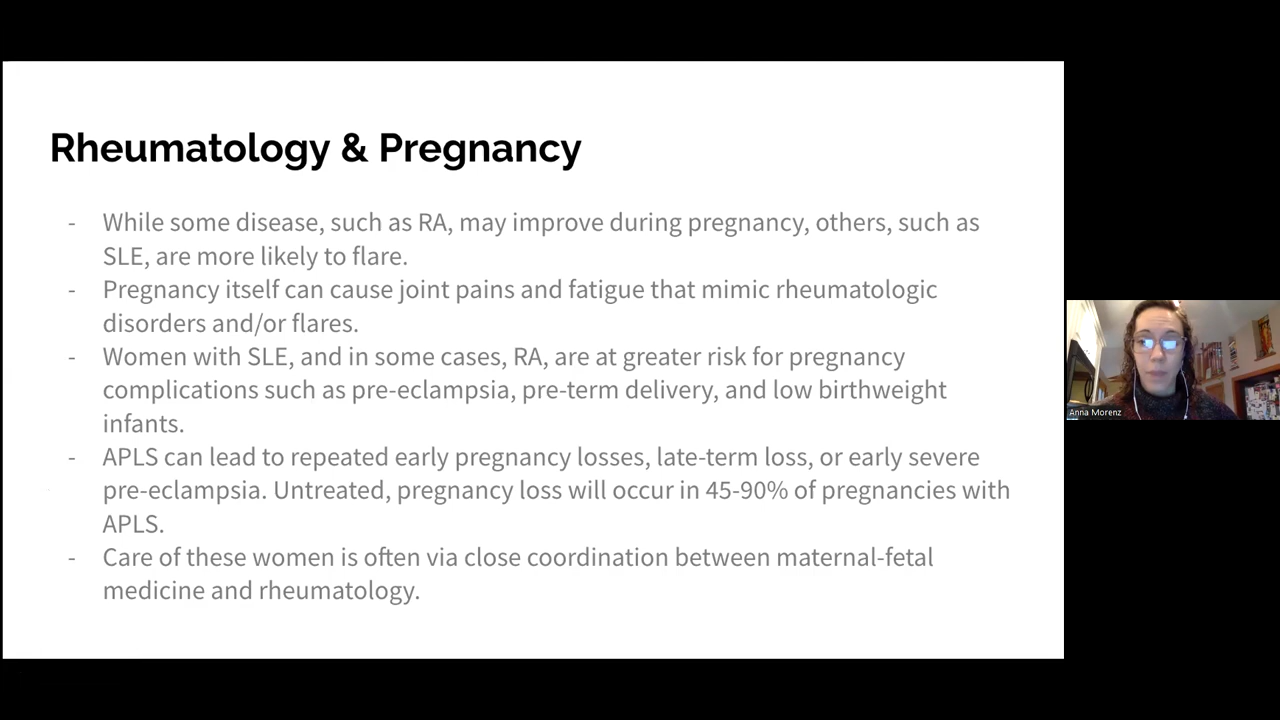 Rheumatology & Pregnancy
- While some disease, such as RA, may improve during pregnancy, others, such as
SLE, are more likely to flare.
- Pregnancy itself can cause joint pains and fatigue that mimic rheumatologic
disorders and/or flares.
- Women with SLE, and in some cases, RA, are at greater risk for pregnancy
complications such as pre-eclampsia, pre-term delivery, and low birthweight
infants.
- APLS can lead to repeated early pregnancy losses, late-term loss, or early severe
pre-eclampsia. Untreated, pregnancy loss will occur in 45-90% of pregnancies with
APLS.
- Care of these women is often via close coordination between maternal-fetal
medicine and rheumatology.
Anna Morenz